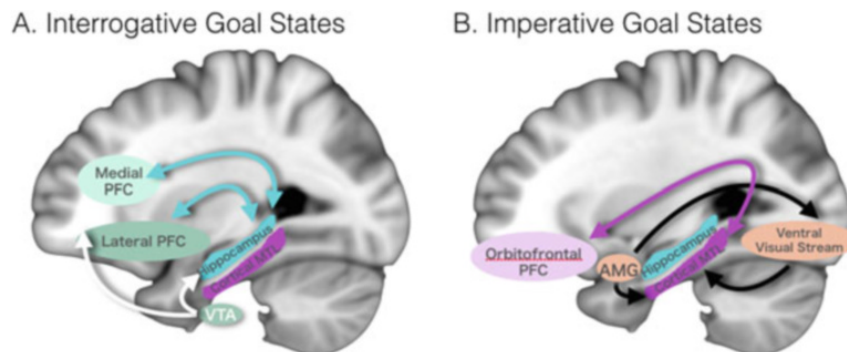 A. Interrogative Goal States
Medial
PFC
Lateral PFC
Hippocampus
Cortical MTL
VTA
B. Imperative Goal States
Orbitofrontal
PFC
AMG
Hippocampus
Cortical MTL
Ventral
Visual Stream